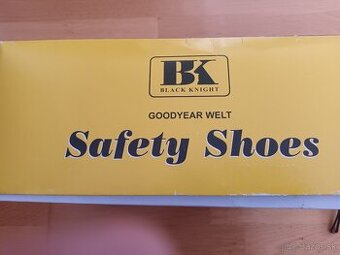 BK
BLACK KNIGHT
GOODYEAR WELT
Safety Shoes